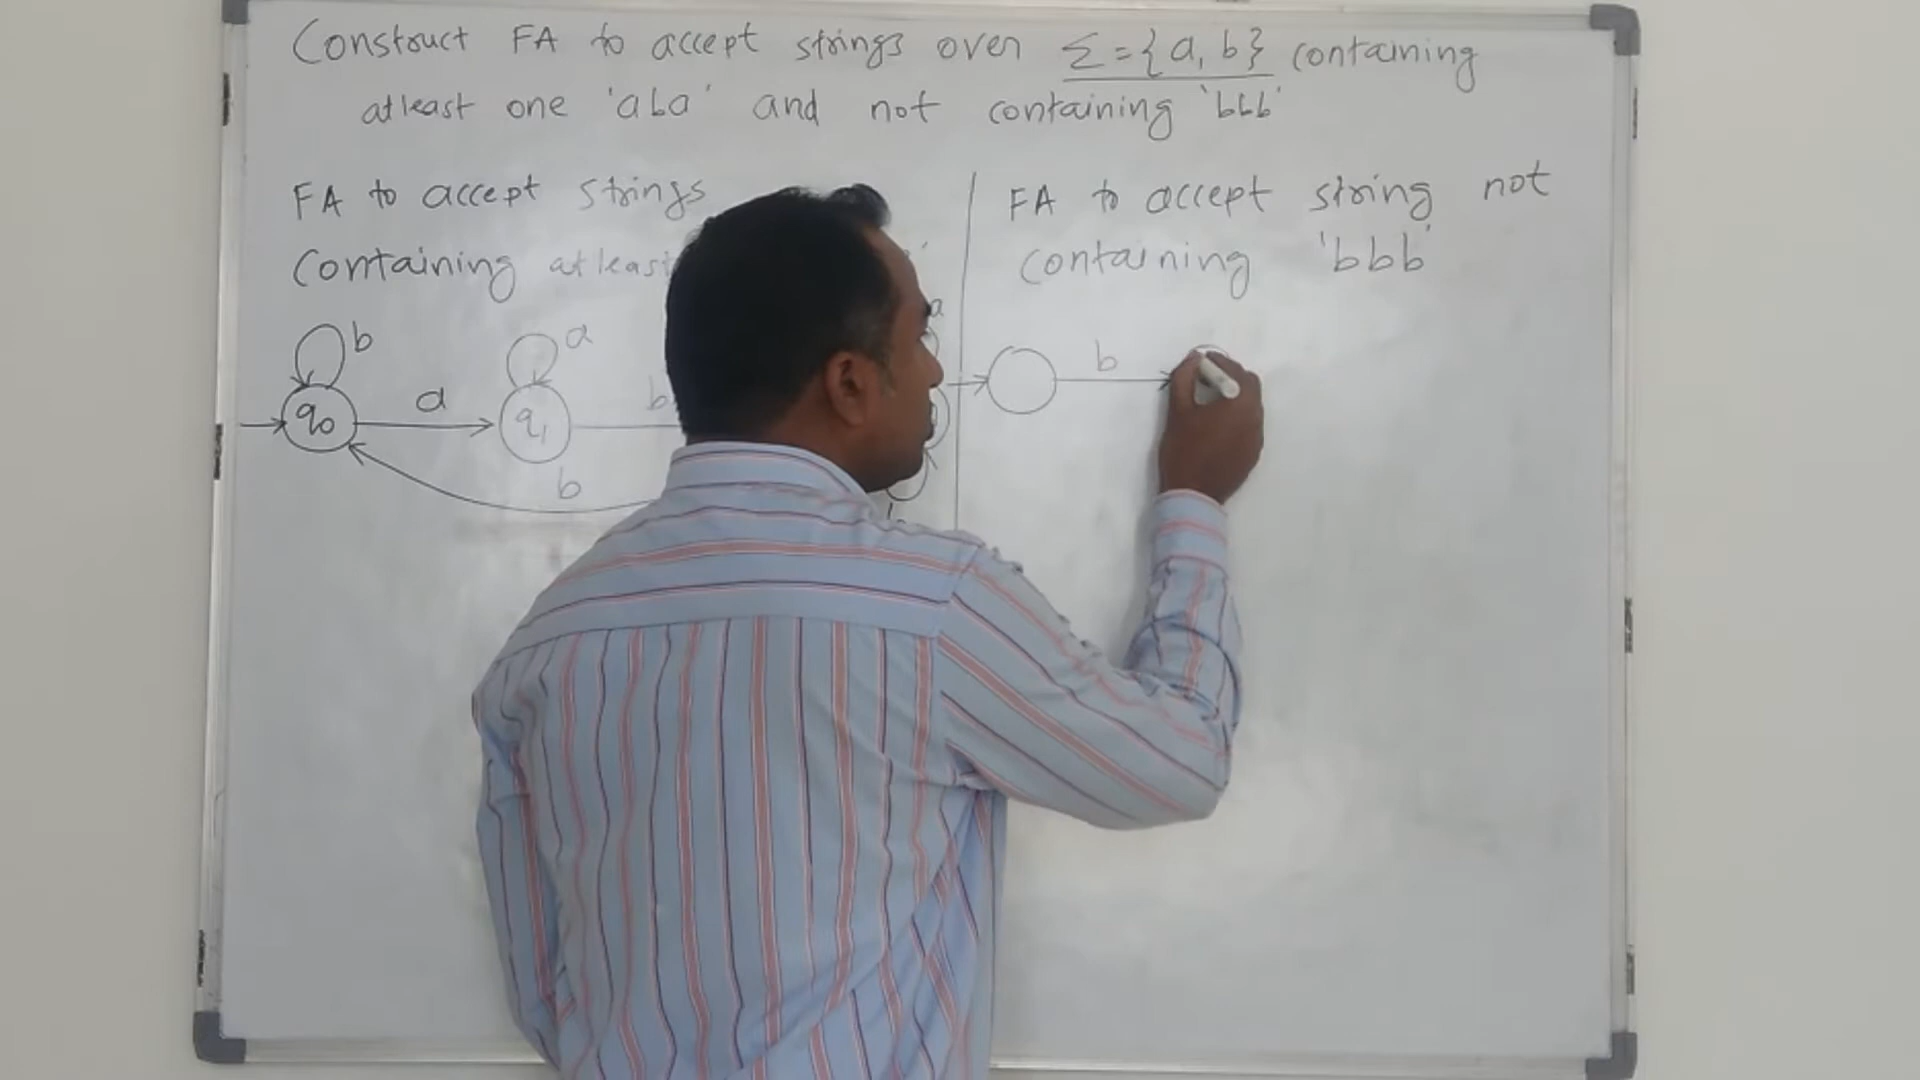 Construct FA to accept strings over Σ={a, b} containing
atleast one 'aba' and not containing 'bbb'
FA to accept strings
containing atleast
FA to accept string not
containing 'bbb'
b
a
a
b
q0
a
q1
b
b
a